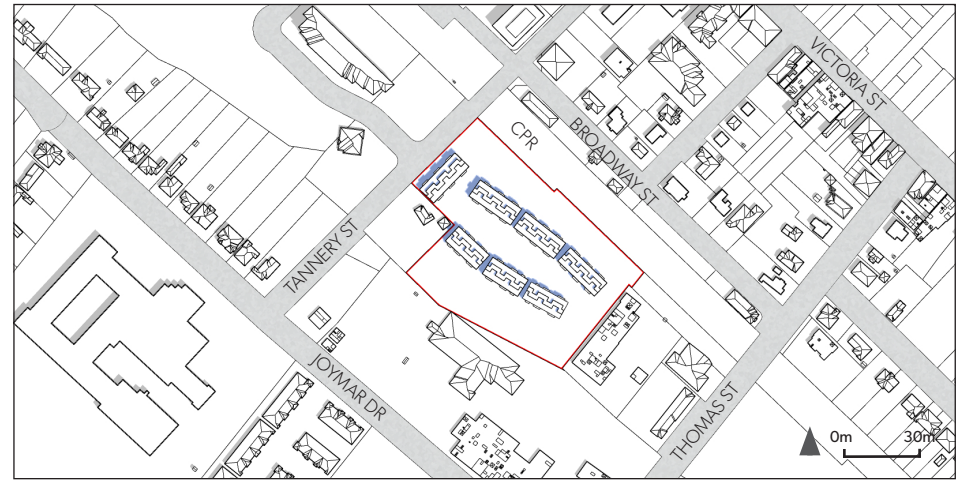 VICTORIA ST
CPR
BROADWAY ST
TANNERY ST
JOYMAR DR
THOMAS ST
0m 30m